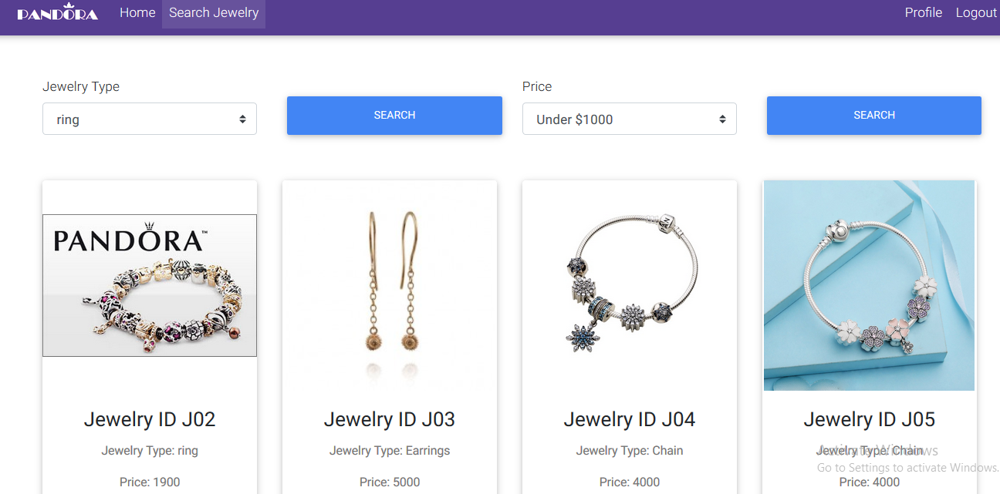 PANDORA Home Search Jewelry Profile Logout
Jewelry Type Price
ring SEARCH Under $1000 SEARCH
PANDORA™
Jewelry ID J02 Jewelry ID J03 Jewelry ID J04 Jewelry ID J05
Jewelry Type: ring Jewelry Type: Earrings Jewelry Type: Chain Jewelry Type: Chain
Activate Windows
Go to Settings to activate Windows.
Price: 1900 Price: 5000 Price: 4000 Price: 4000